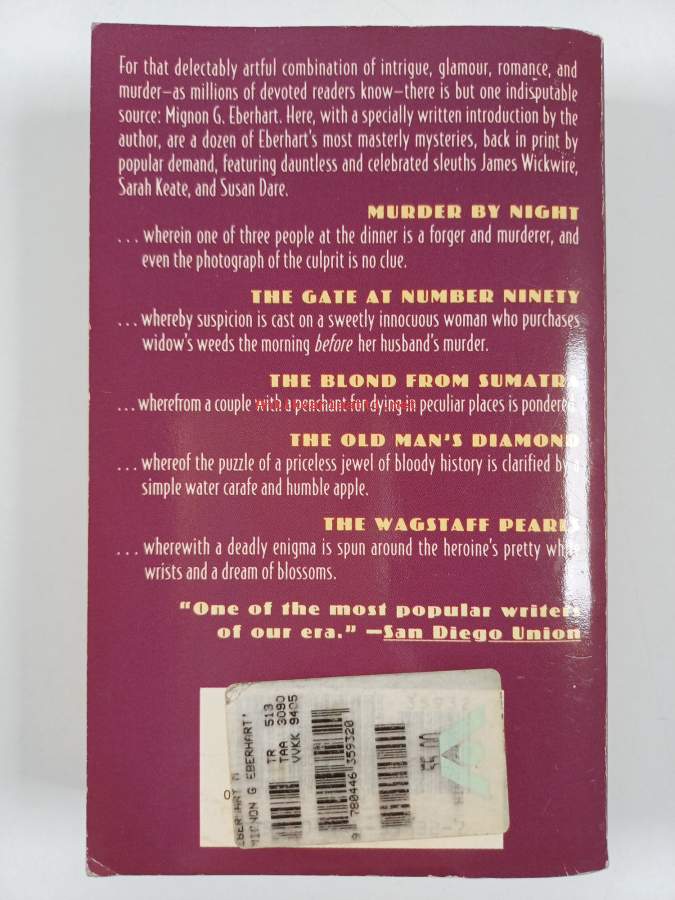 For that delectably artful combination of intrigue, glamour, romance, and
murder—as millions of devoted readers know—there is but one indisputable
source: Mignon G. Eberhart. Here, with a specially written introduction by the
author, are a dozen of Eberhart's most masterly mysteries, back in print by
popular demand, featuring dauntless and celebrated sleuths James Wickwire,
Sarah Keate, and Susan Dare.
MURDER BY NIGHT
...wherein one of three people at the dinner is a forger and murderer, and
even the photograph of the culprit is no clue.
THE GATE AT NUMBER NINETY
...whereby suspicion is cast on a sweetly innocuous woman who purchases
widow's weeds the morning before her husband's murder.
THE BLOND FROM SUMATRA
...wherefrom a couple with a penchant for dying in peculiar places is pondered.
THE OLD MAN'S DIAMOND
...whereof the puzzle of a priceless jewel of bloody history is clarified by a
simple water carafe and humble apple.
THE WAGSTAFF PEARLS
...wherewith a deadly enigma is spun around the heroine's pretty white
wrists and a dream of blossoms.
"One of the most popular writers
of our era." —San Diego Union
MIGNON G EBERHART'
TR 513
TAA 3090
VVKK 9405
9 780446 359320